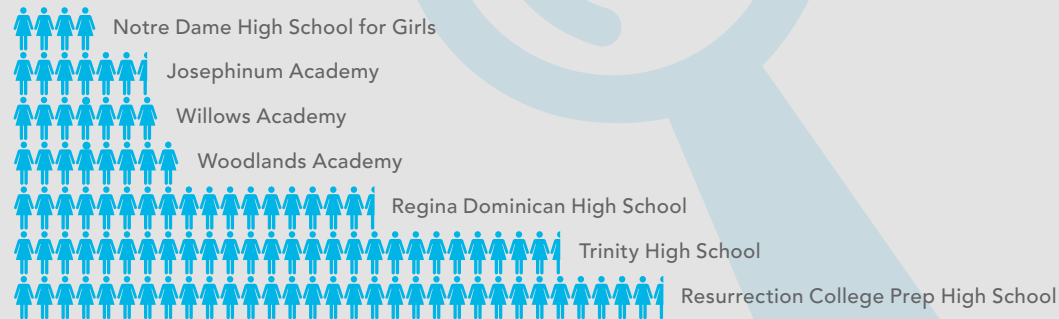 Notre Dame High School for Girls
Josephinum Academy
Willows Academy
Woodlands Academy
Regina Dominican High School
Trinity High School
Resurrection College Prep High School